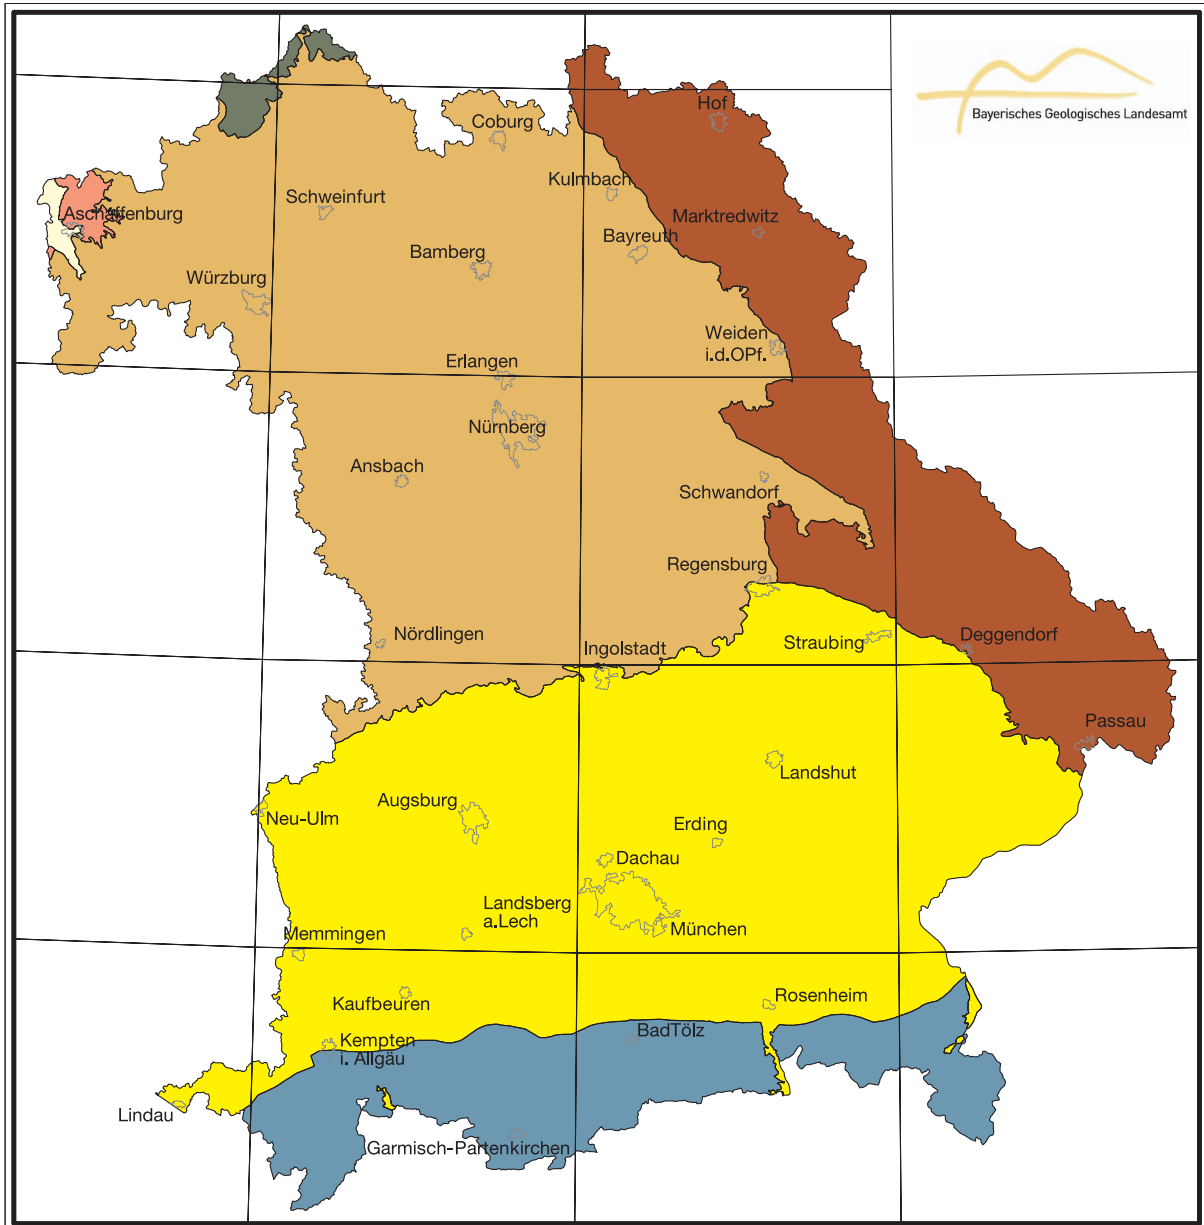 Bayerisches Geologisches Landesamt
Hof
Coburg
Kulmbach
Schweinfurt
Aschaffenburg
Marktredwitz
Bayreuth
Bamberg
Würzburg
Weiden
i.d.OPf.
Erlangen
Nürnberg
Ansbach
Schwandorf
Regensburg
Nördlingen
Ingolstadt
Straubing
Deggendorf
Passau
Landshut
Augsburg
Neu-Ulm
Erding
Dachau
Landsberg
a.Lech
München
Memmingen
Kaufbeuren
Rosenheim
Kempten
i. Allgäu
BadTölz
Lindau
Garmisch-Partenkirchen